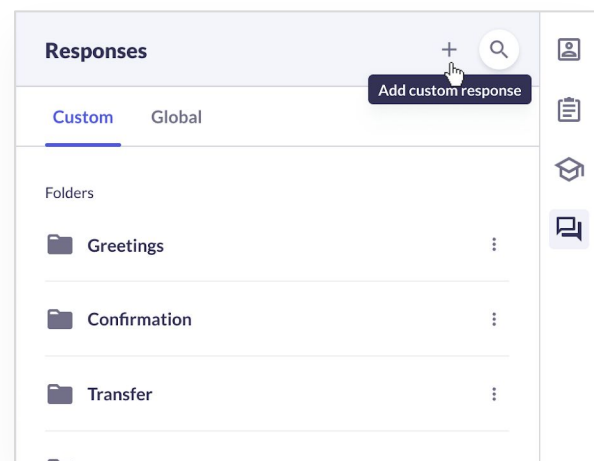 Responses
Add custom response
Custom
Global
Folders
Greetings
Confirmation
Transfer